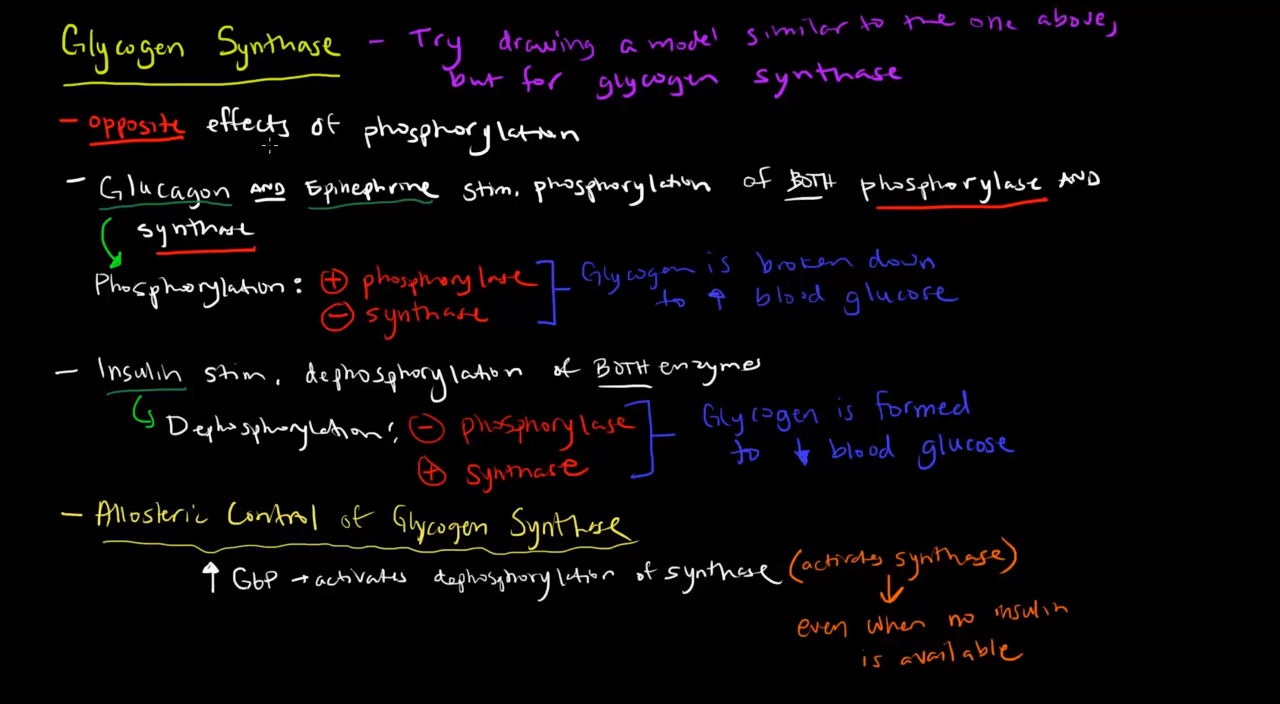 Glycogen Synthase - Try drawing a model similar to the one above,
but for glycogen synthase
- opposite effects of phosphorylation
- Glucagon AND Epinephrine stim. phosphorylation of BOTH phosphorylase AND
synthase
Phosphorylation: ⊕ phosphorylase
⊖ synthase
Glycogen is broken down
to ↑ blood glucose
- Insulin stim. dephosphorylation of BOTH enzymes
Dephosphorylation: ⊖ phosphorylase
⊕ synthase
Glycogen is formed
to ↓ blood glucose
- Allosteric Control of Glycogen Synthase
↑ G6P → activates dephosphorylation of synthase (activates synthase)
↓
even when no insulin
is available